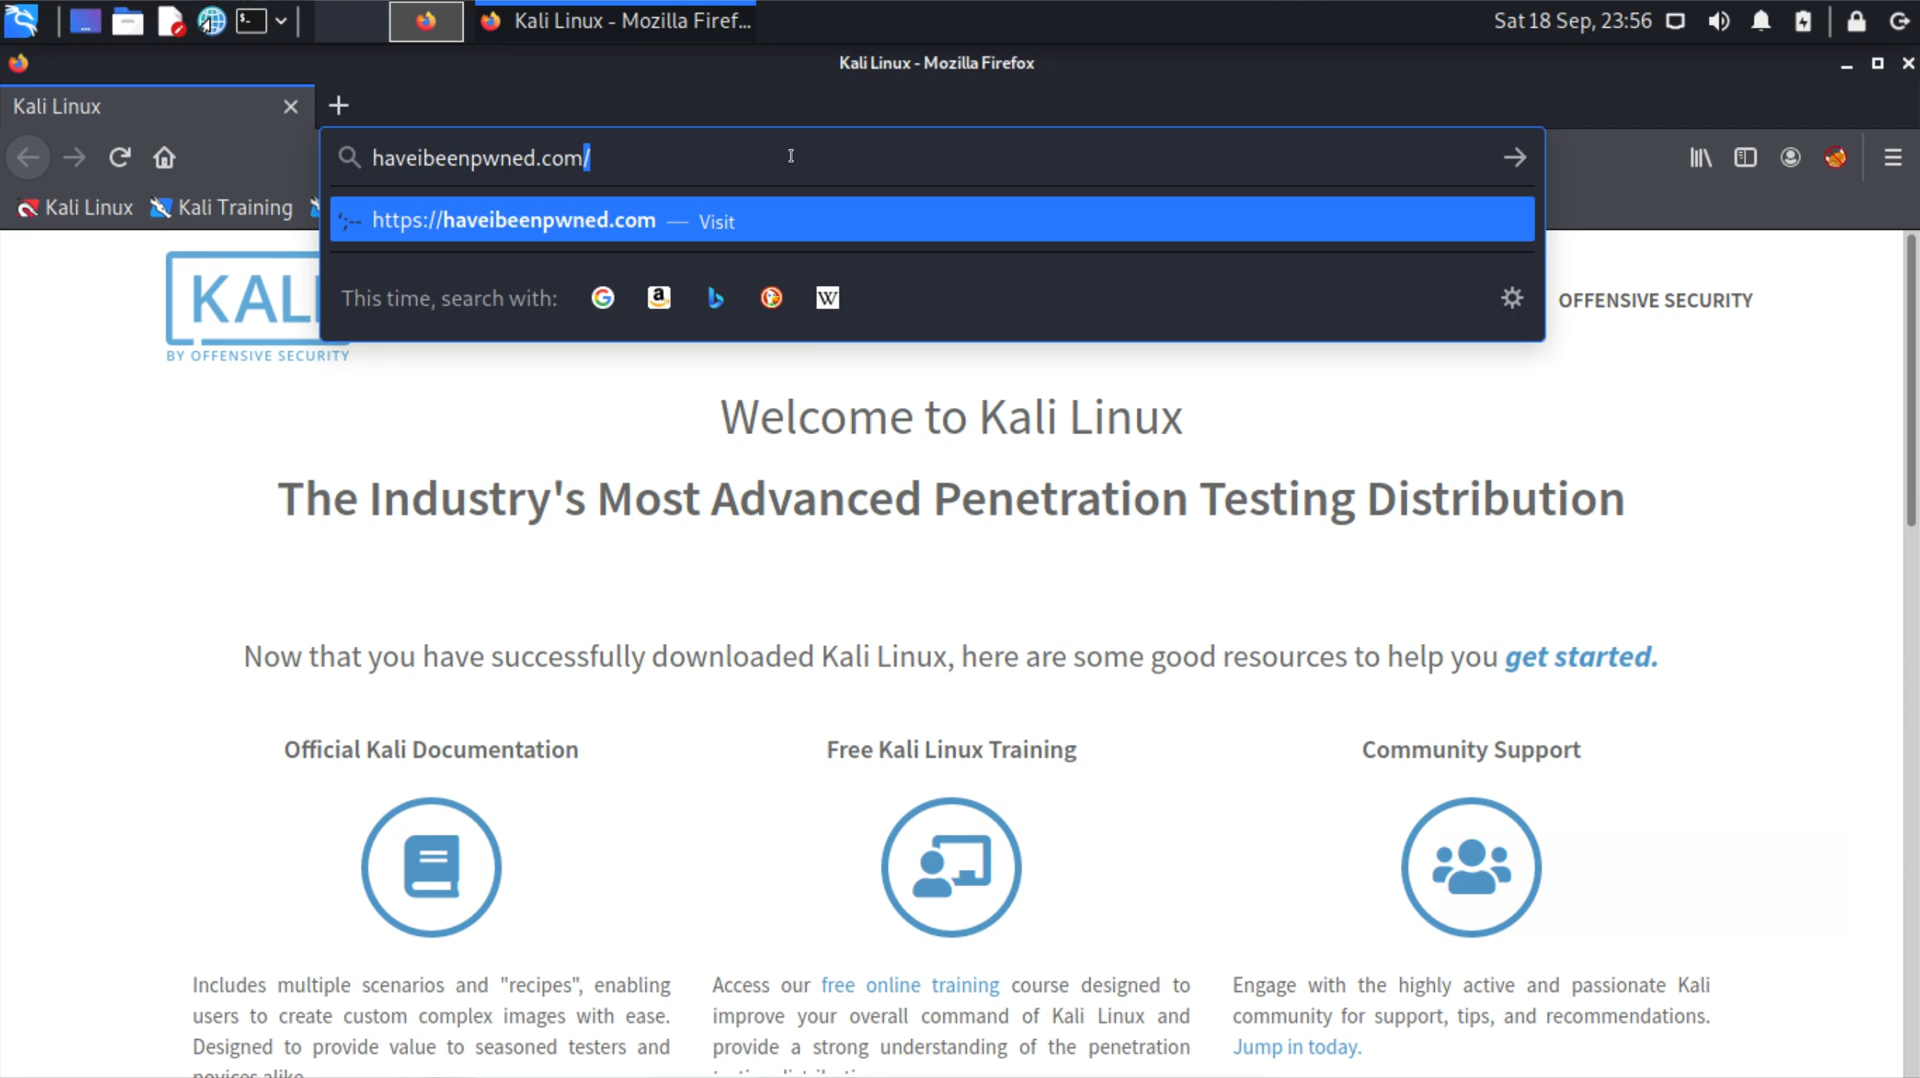 Kali Linux - Mozilla Firef...
Sat 18 Sep, 23:56
Kali Linux - Mozilla Firefox
Kali Linux
haveibeenpwned.com/
Kali Linux
Kali Training
https://haveibeenpwned.com — Visit
This time, search with:
KALI
BY OFFENSIVE SECURITY
OFFENSIVE SECURITY
Welcome to Kali Linux
The Industry's Most Advanced Penetration Testing Distribution
Now that you have successfully downloaded Kali Linux, here are some good resources to help you get started.
Official Kali Documentation
Includes multiple scenarios and "recipes", enabling
users to create custom complex images with ease.
Designed to provide value to seasoned testers and
novices alike.
Free Kali Linux Training
Access our free online training course designed to
improve your overall command of Kali Linux and
provide a strong understanding of the penetration
Community Support
Engage with the highly active and passionate Kali
community for support, tips, and recommendations.
Jump in today.